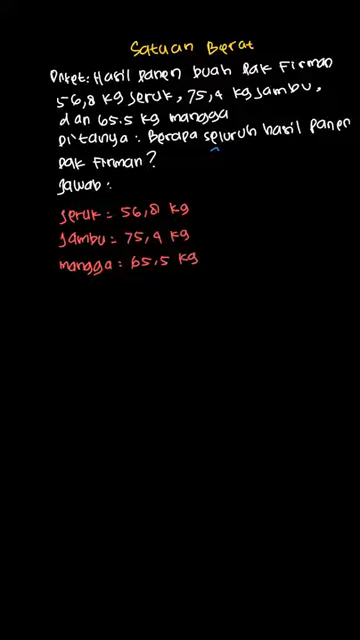 Satuan Berat
Diket: Hasil panen buah Pak Firman
56,8 kg jeruk, 75,4 kg jambu,
dan 65.5 kg mangga
Ditanya: Berapa seluruh hasil panen
pak Firman?
Jawab:
Jeruk = 56,8 kg
Jambu = 75,4 kg
mangga = 65,5 kg